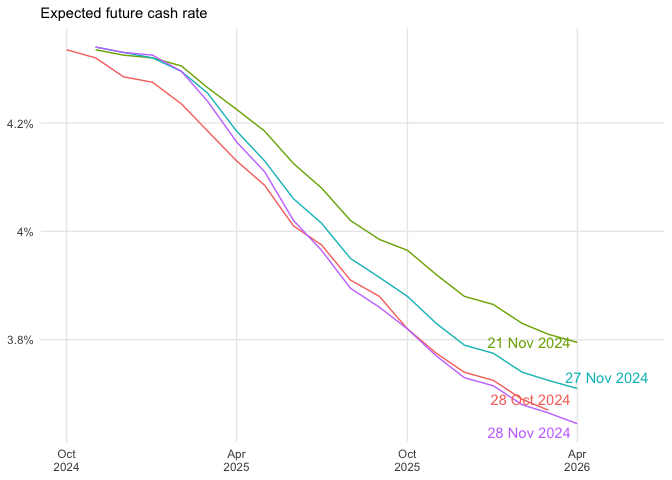 Expected future cash rate
4.2%
4%
3.8%
21 Nov 2024
27 Nov 2024
28 Oct 2024
28 Nov 2024
Oct
2024
Apr
2025
Oct
2025
Apr
2026